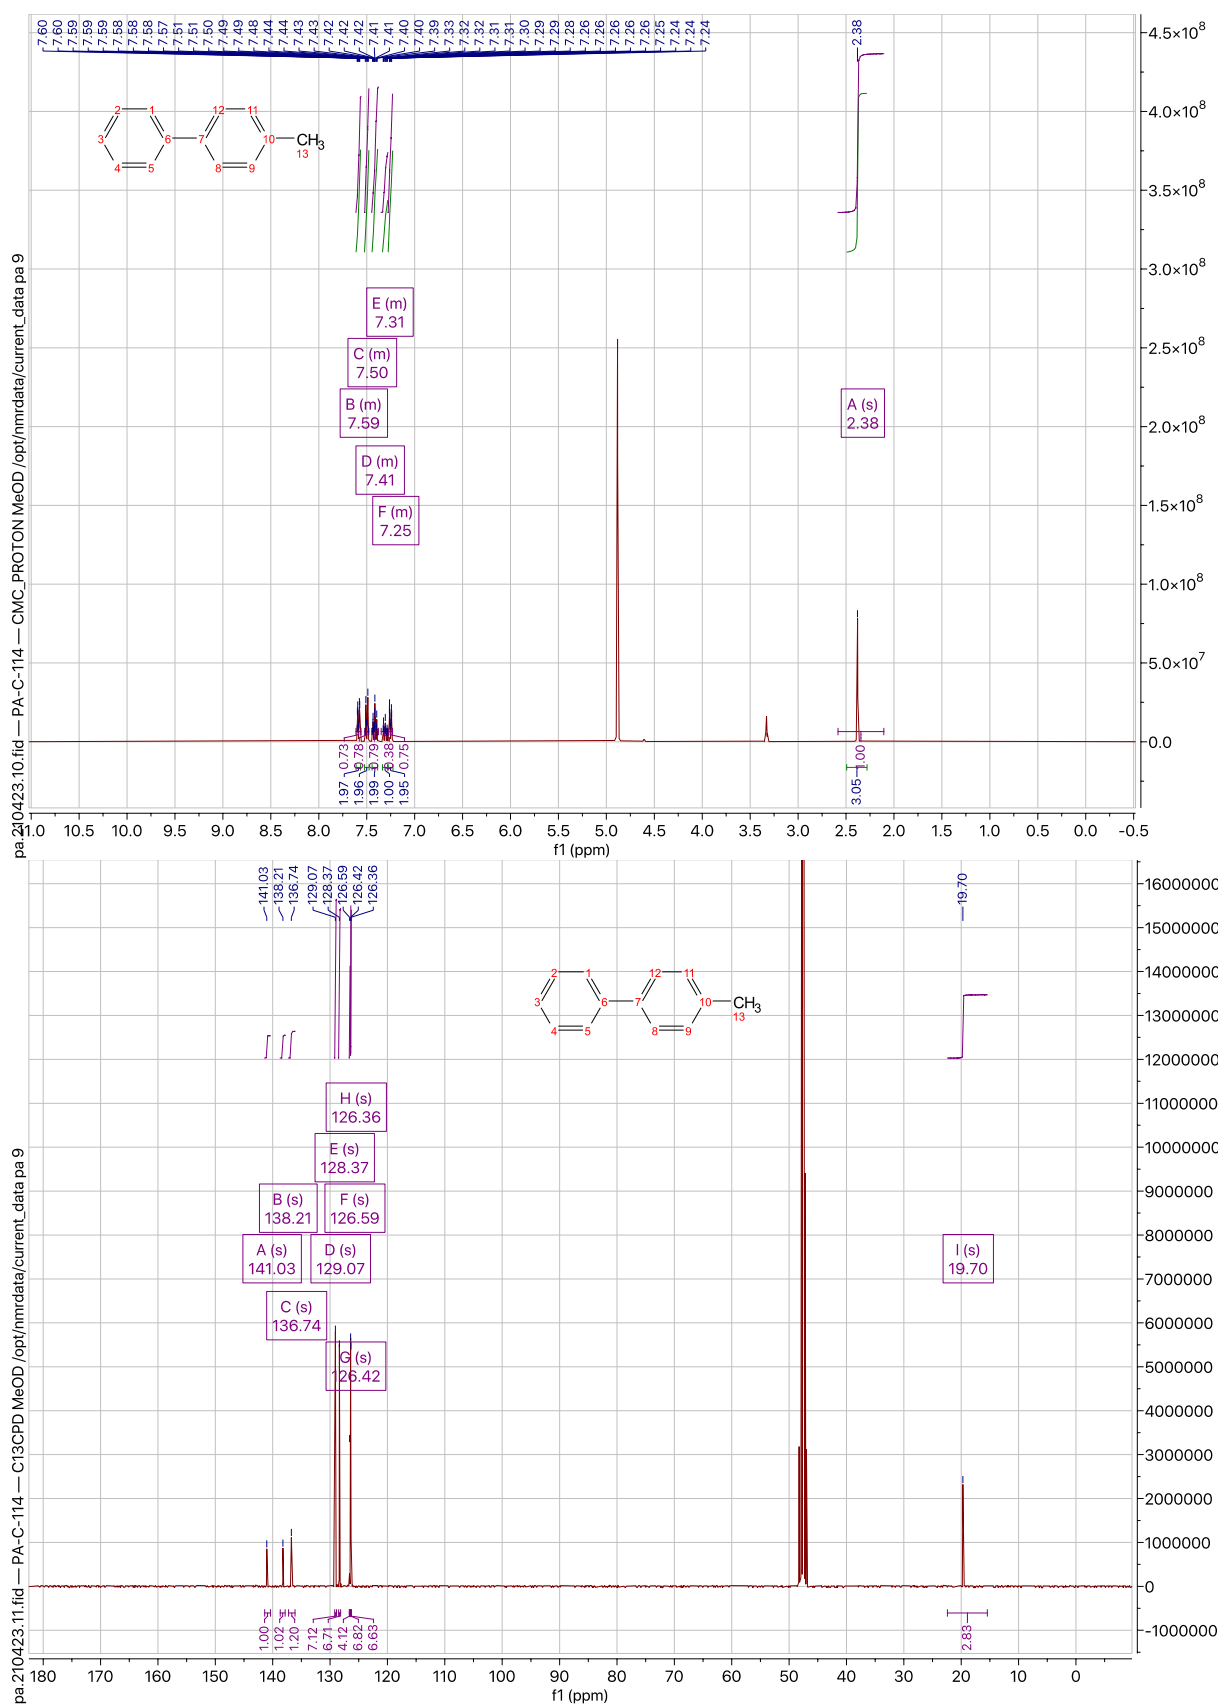 7.60 7.60 7.59 7.59 7.59 7.58 7.58 7.58 7.57 7.51 7.51 7.50 7.49 7.49 7.48 7.44 7.44 7.43 7.43 7.42 7.42 7.42 7.41 7.41 7.40 7.40 7.39 7.33 7.32 7.32 7.31 7.31 7.30 7.29 7.29 7.28 7.26 7.26 7.26 7.26 7.26 7.25 7.24 7.24 7.24 2.38
4.5×10⁸
4.0×10⁸
3.5×10⁸
3.0×10⁸
2.5×10⁸
2.0×10⁸
1.5×10⁸
1.0×10⁸
5.0×10⁷
0.0
2 1 12 11
3 6 7 10 CH₃
13
4 5 8 9
E (m)
7.31
C (m)
7.50
B (m)
7.59
A (s)
2.38
D (m)
7.41
F (m)
7.25
0.73 0.78 0.79 0.38 0.75 1.00
1.97 1.96 1.99 1.00 1.95 3.05
11.0 10.5 10.0 9.5 9.0 8.5 8.0 7.5 7.0 6.5 6.0 5.5 5.0 4.5 4.0 3.5 3.0 2.5 2.0 1.5 1.0 0.5 0.0 -0.5
f1 (ppm)
pa.210423.10.fid — PA-C-114 — CMC_PROTON MeOD /opt/nmrdata/current_data pa 9
141.03 138.21 136.74 129.07 128.37 126.59 126.42 126.36 19.70
16000000
15000000
14000000
13000000
12000000
11000000
10000000
9000000
8000000
7000000
6000000
5000000
4000000
3000000
2000000
1000000
0
-1000000
2 1 12 11
3 6 7 10 CH₃
13
4 5 8 9
H (s)
126.36
E (s)
128.37
B (s)
138.21
F (s)
126.59
A (s)
141.03
D (s)
129.07
I (s)
19.70
C (s)
136.74
G (s)
126.42
1.00 1.02 1.20 7.12 6.71 4.12 6.82 6.63 2.83
180 170 160 150 140 130 120 110 100 90 80 70 60 50 40 30 20 10 0
f1 (ppm)
pa.210423.11.fid — PA-C-114 — C13CPD MeOD /opt/nmrdata/current_data pa 9